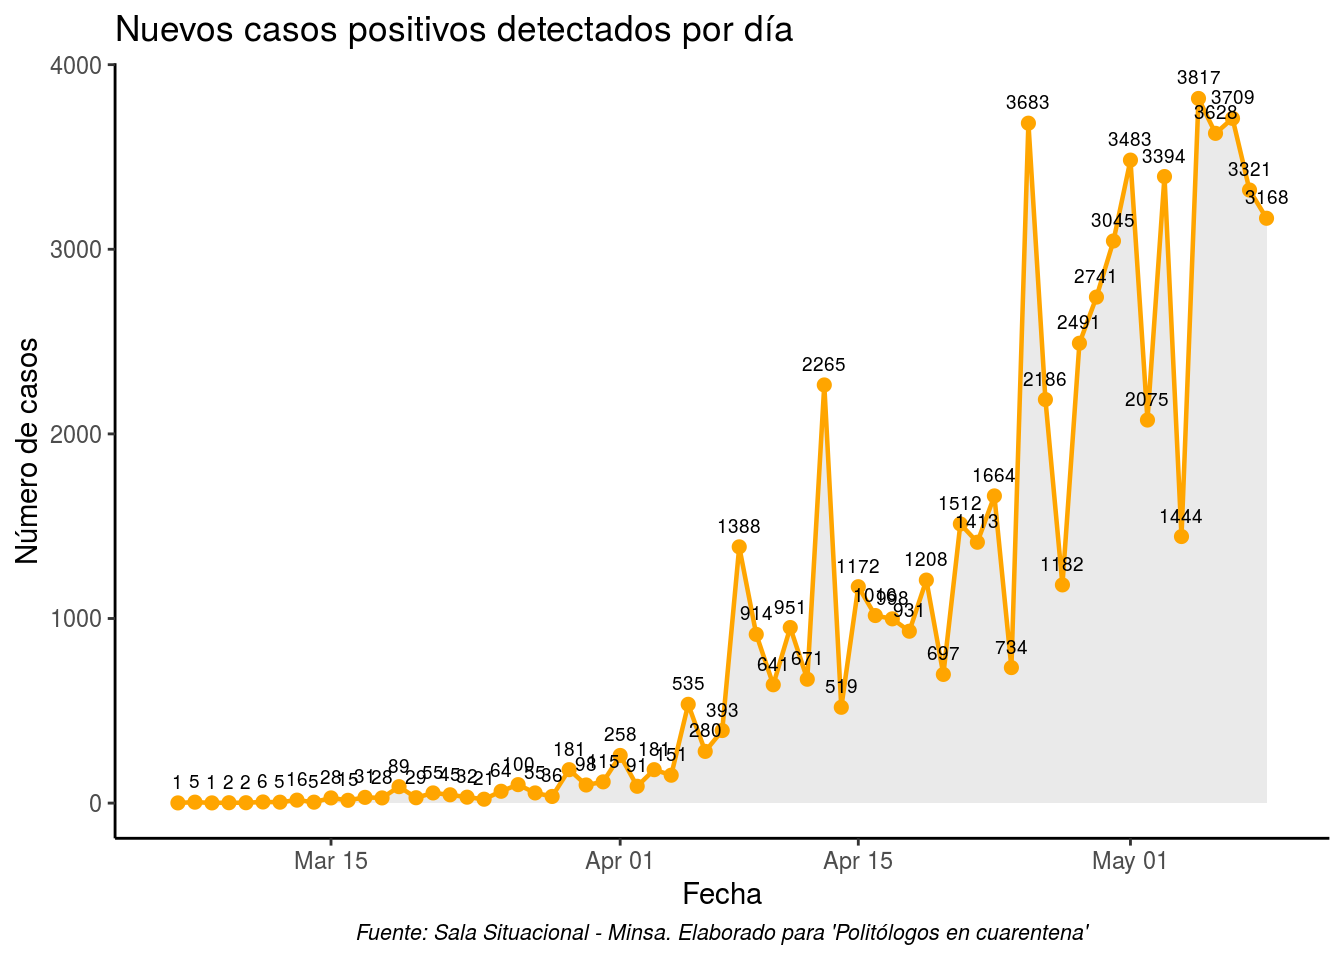 Nuevos casos positivos detectados por día
Número de casos
4000
3000
2000
1000
0
1 5 1 2 2 6 5 16 5 28 15 31 28 89 29 55 45 32 21 64 100 55 36 181 98 115 258 91 181 151 535 280 393 1388 914 641 951 671 2265 519 1172 1016 998 931 1208 697 1512 1413 1664 734 3683 2186 1182 2491 2741 3045 3483 2075 3394 1444 3817 3628 3709 3321 3168
Mar 15 Apr 01 Apr 15 May 01
Fecha
Fuente: Sala Situacional - Minsa. Elaborado para 'Politólogos en cuarentena'